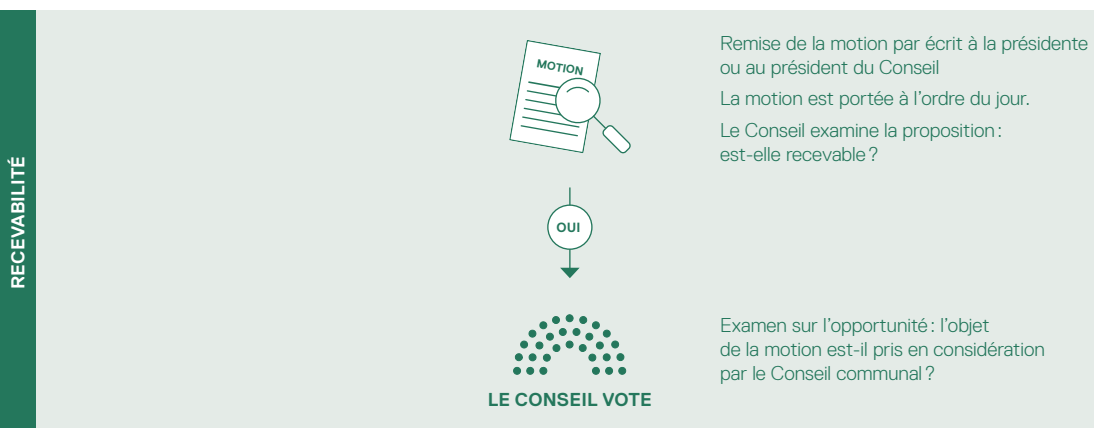 RECEVABILITÉ
MOTION
Remise de la motion par écrit à la présidente
ou au président du Conseil
La motion est portée à l’ordre du jour.
Le Conseil examine la proposition :
est-elle recevable ?
OUI
Examen sur l’opportunité : l’objet
de la motion est-il pris en considération
par le Conseil communal ?
LE CONSEIL VOTE